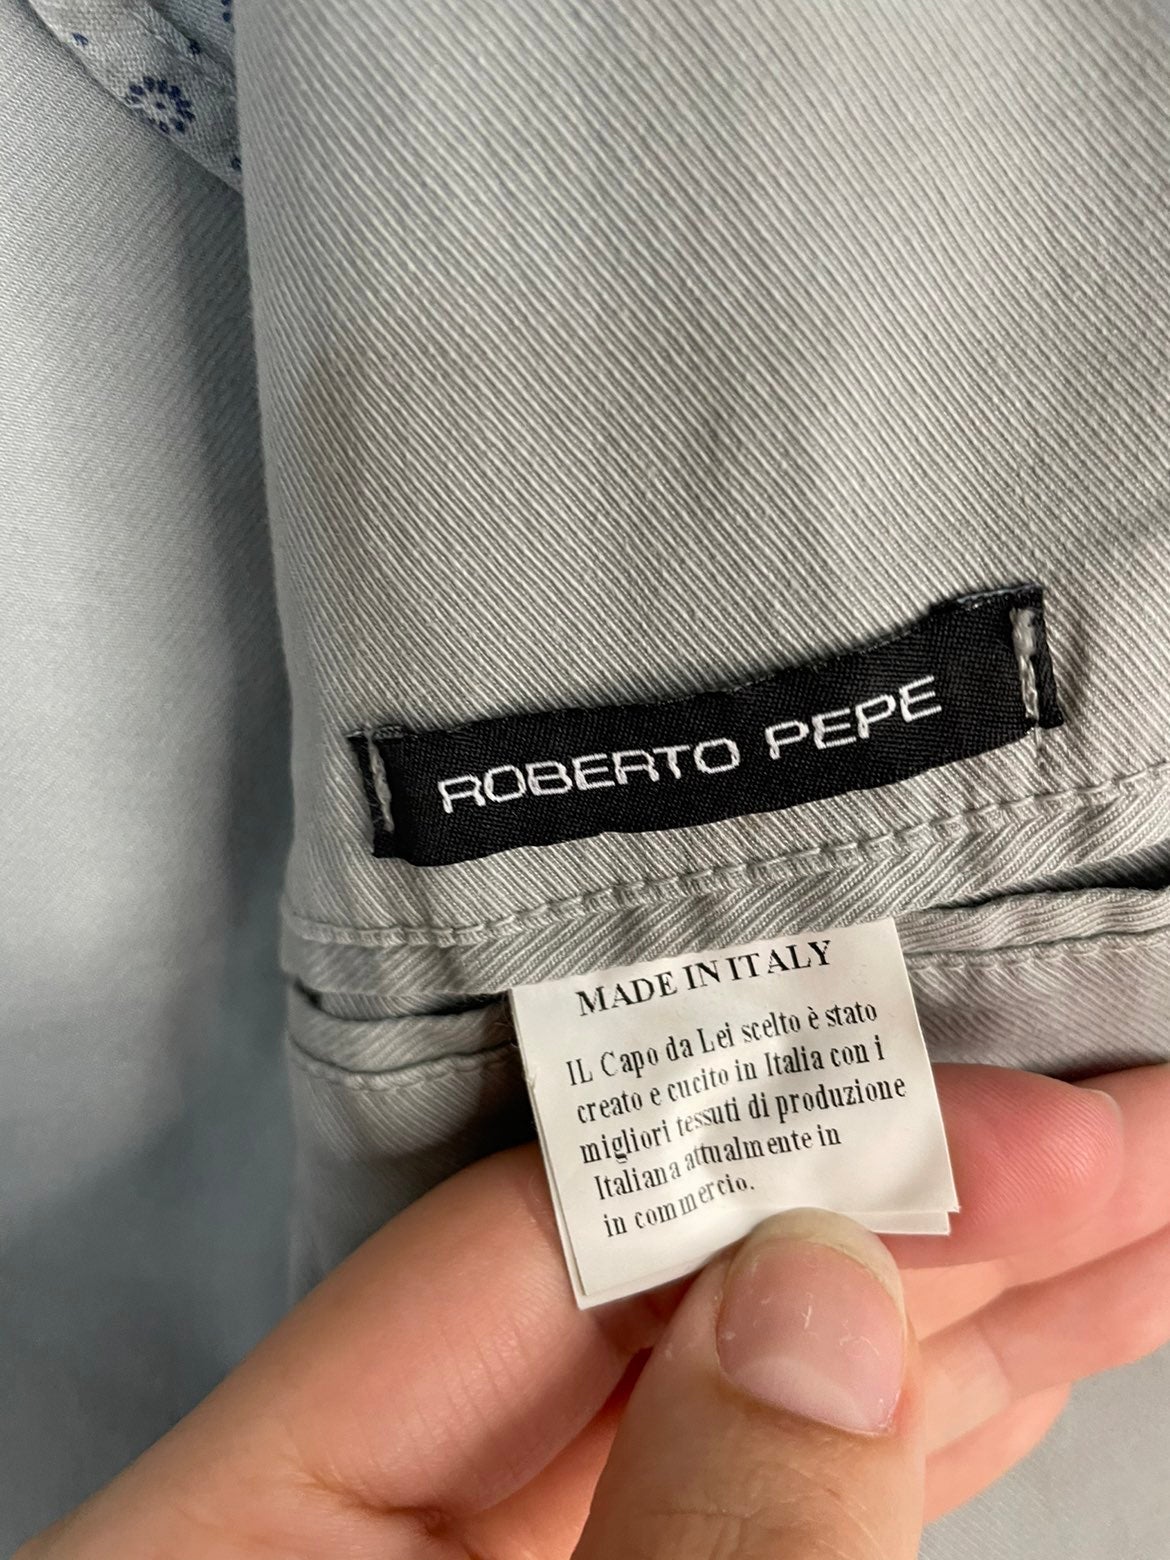 ROBERTO PEPE
MADE IN ITALY
IL Capo da Lei scelto è stato
creato e cucito in Italia con i
migliori tessuti di produzione
Italiana attualmente in
in commercio.